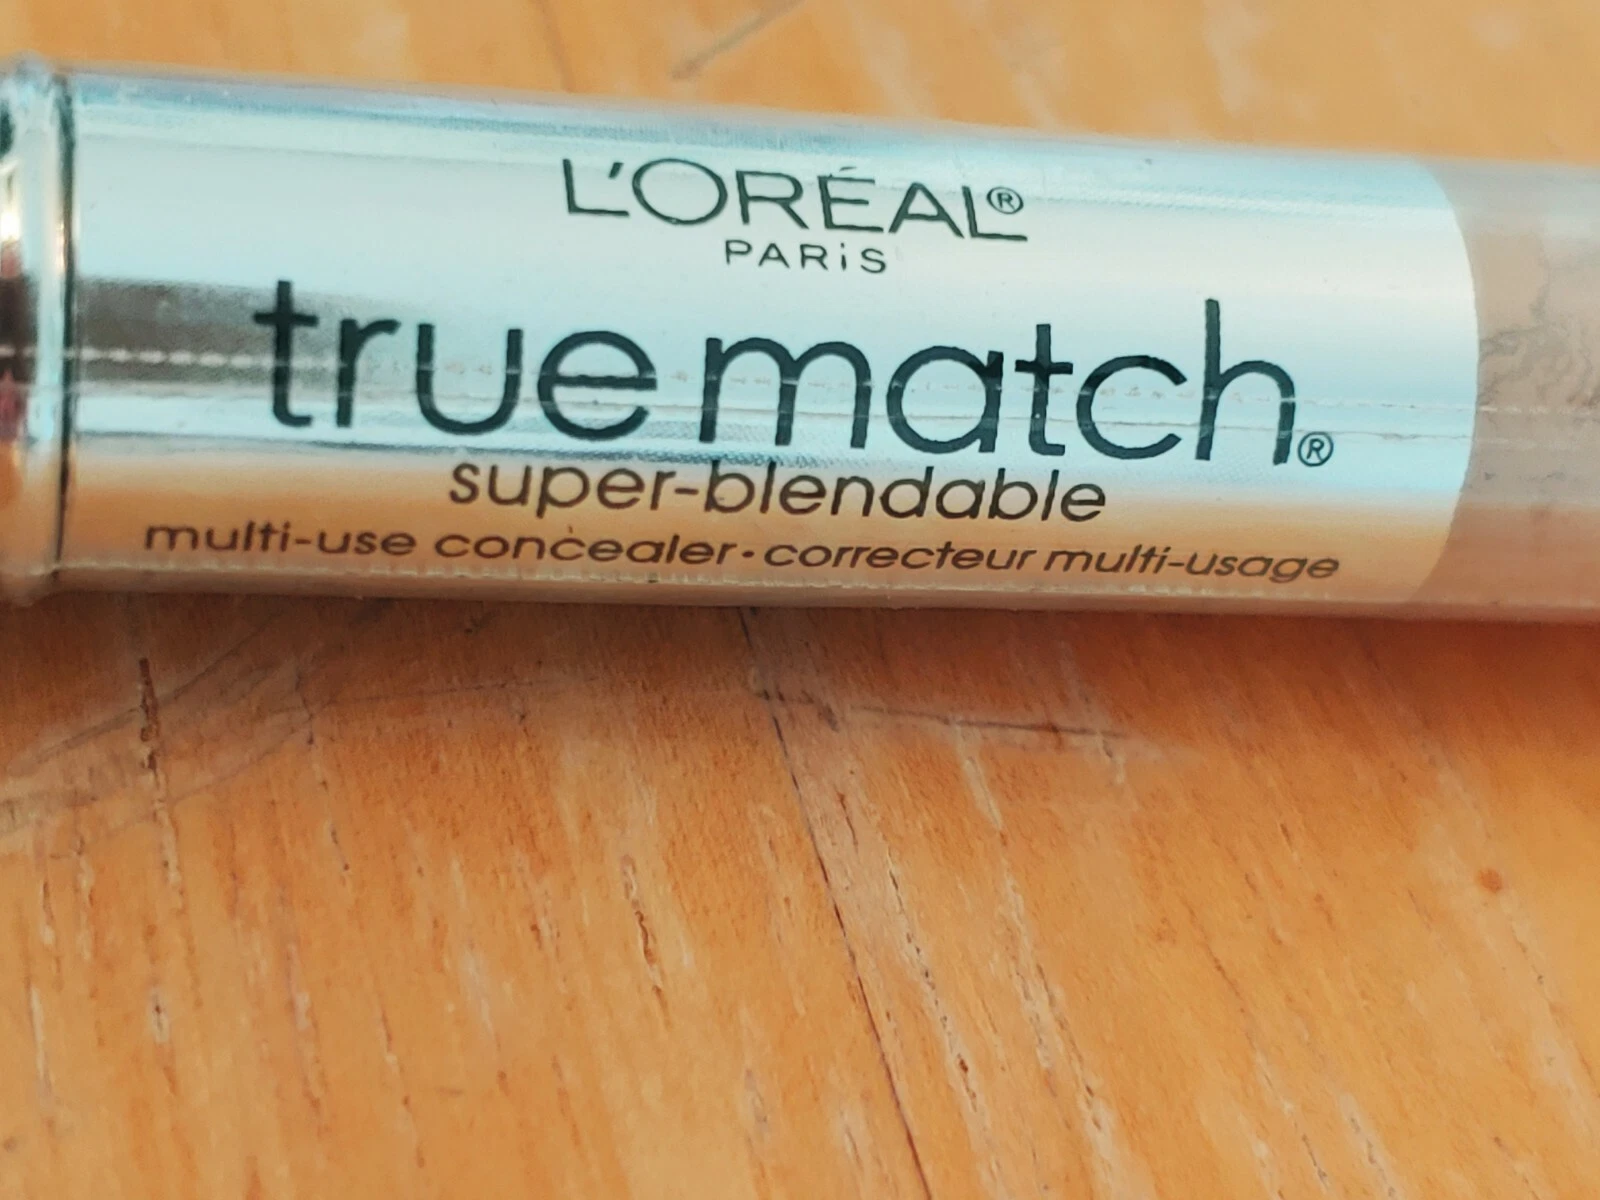 L'ORÉAL®
PARiS
true match®
super-blendable
multi-use concealer • correcteur multi-usage